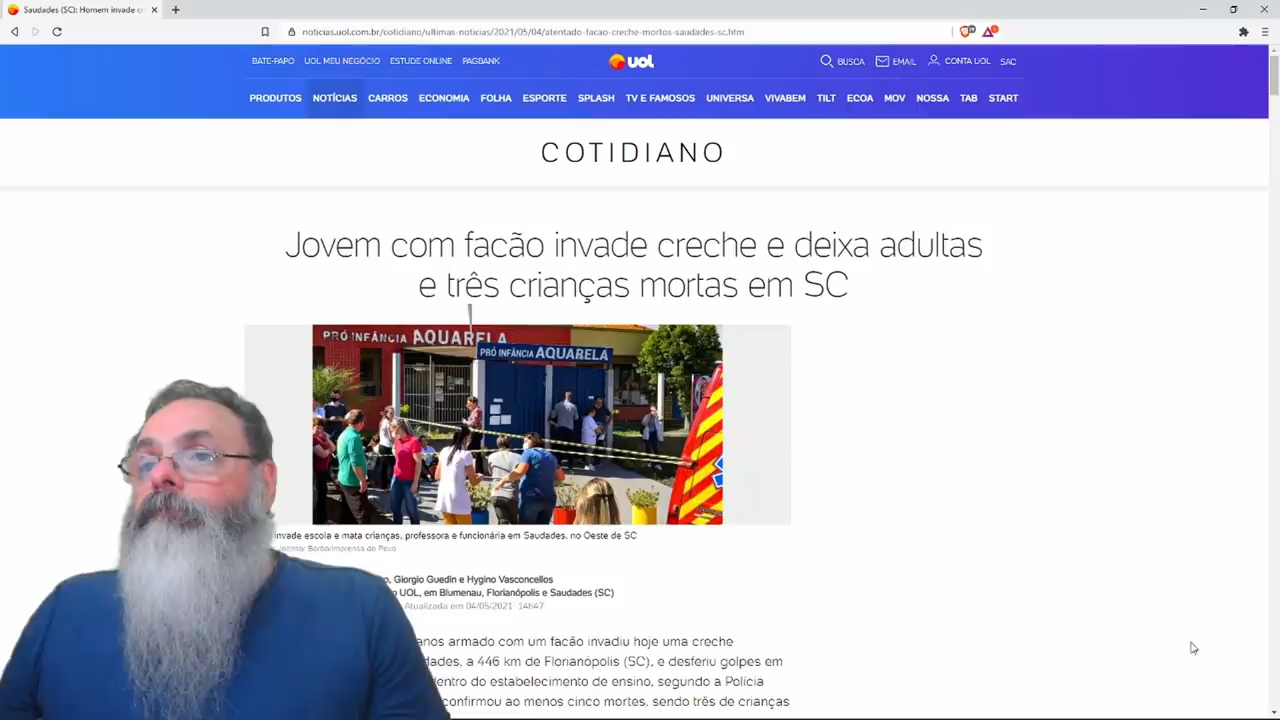 Saudades (SC): Homem invade cr
noticias.uol.com.br/cotidiano/ultimas-noticias/2021/05/04/atentado-facao-creche-mortos-saudades-sc.htm
BATE-PAPO UOL MEU NEGÓCIO ESTUDE ONLINE PAGBANK
UOL
BUSCA EMAIL CONTA UOL SAC
PRODUTOS NOTÍCIAS CARROS ECONOMIA FOLHA ESPORTE SPLASH TV E FAMOSOS UNIVERSA VIVABEM TILT ECOA MOV NOSSA TAB START
COTIDIANO
Jovem com facão invade creche e deixa adultas
e três crianças mortas em SC
PRÓ INFÂNCIA AQUARELA
PRÓ INFÂNCIA AQUARELA
invade escola e mata crianças, professora e funcionária em Saudades, no Oeste de SC
Borba/Imprensa do Povo
Giorgio Guedin e Hygino Vasconcellos
UOL, em Blumenau, Florianópolis e Saudades (SC)
Atualizada em 04/05/2021 14h47
anos armado com um facão invadiu hoje uma creche
dades, a 446 km de Florianópolis (SC), e desferiu golpes em
entro do estabelecimento de ensino, segundo a Polícia
confirmou ao menos cinco mortes, sendo três de crianças